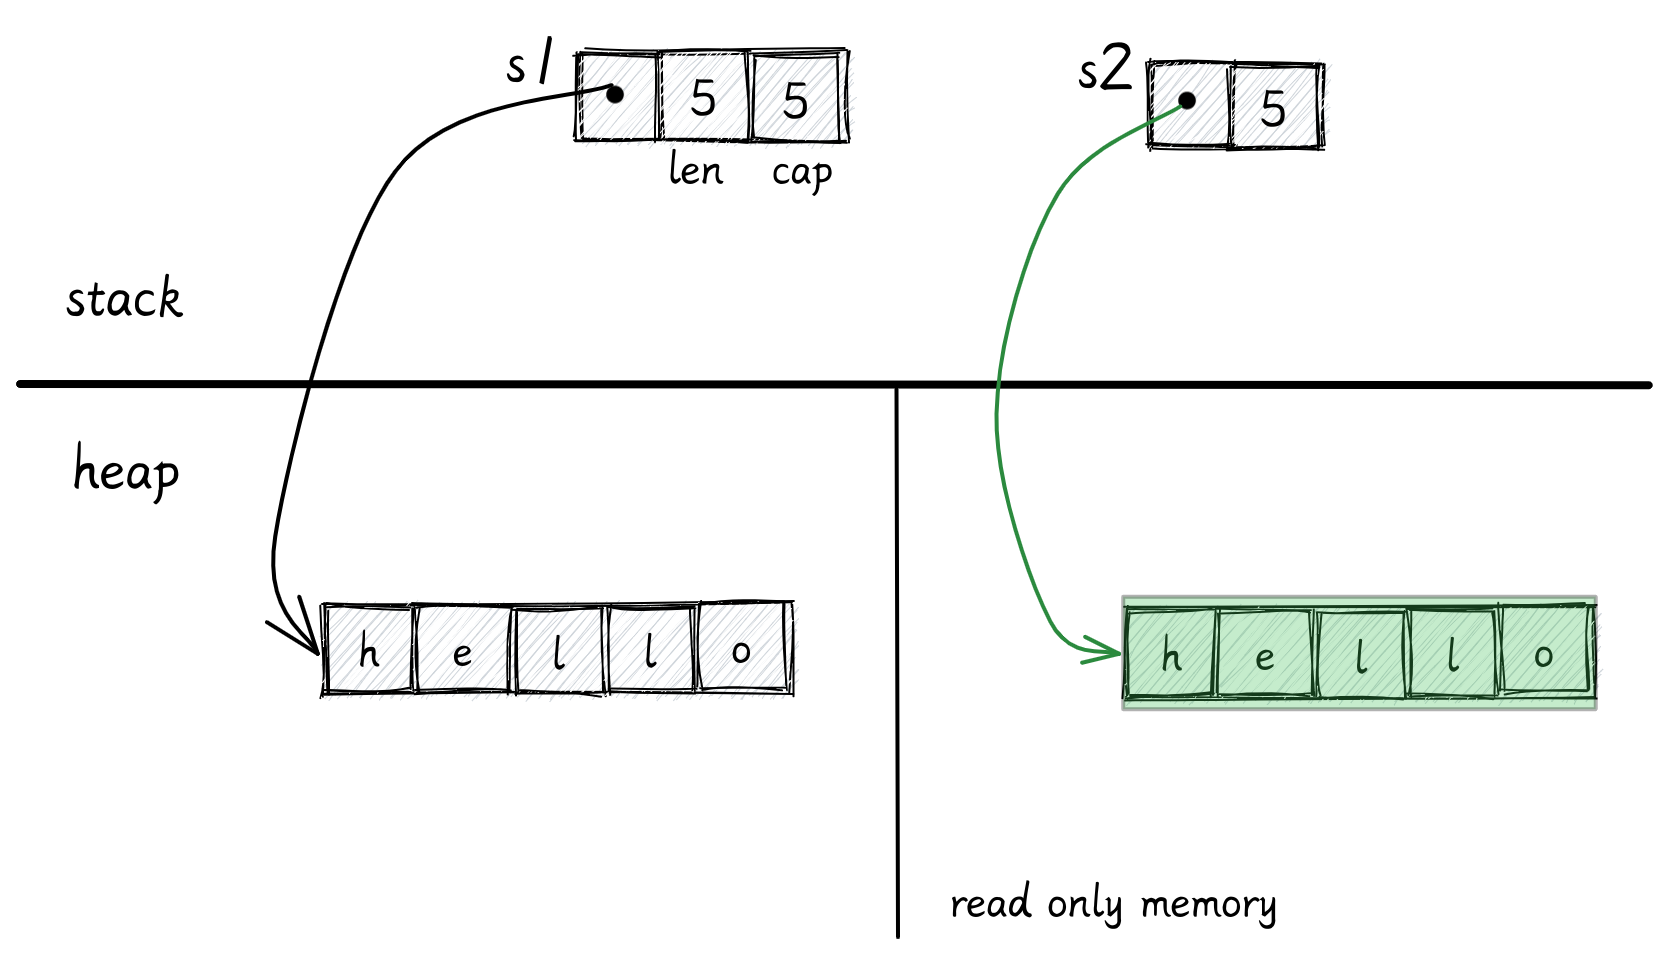 s1 5 5
len cap
s2 5
stack
heap
h e l l o
h e l l o
read only memory